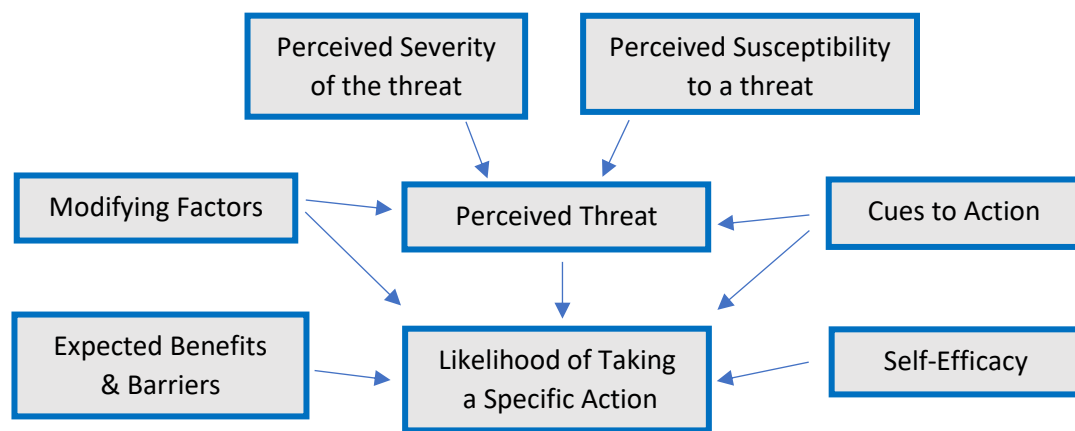 Perceived Severity
of the threat
Perceived Susceptibility
to a threat
Modifying Factors
Perceived Threat
Cues to Action
Expected Benefits
& Barriers
Likelihood of Taking
a Specific Action
Self-Efficacy